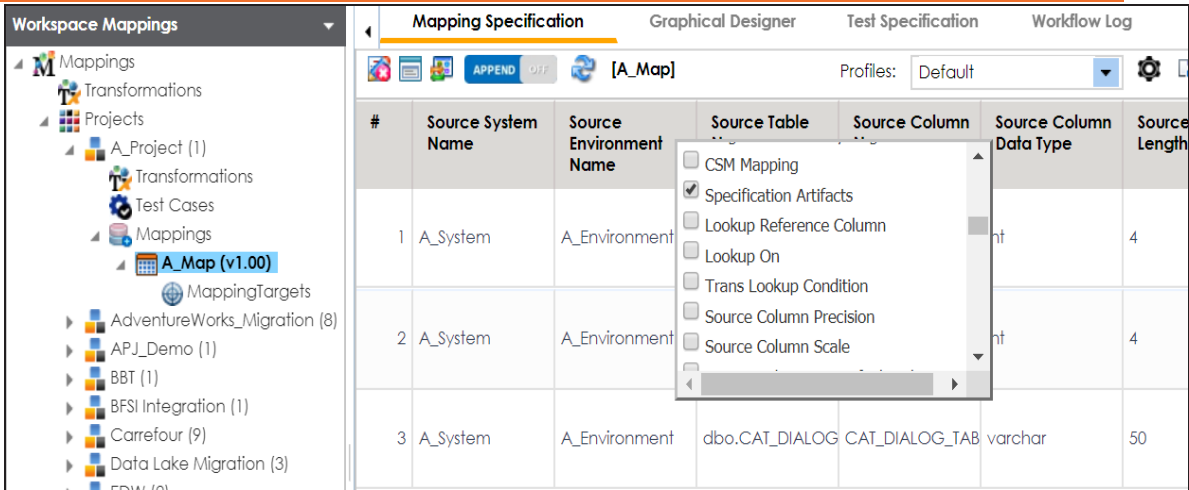 Workspace Mappings
Mappings
Transformations
Projects
A_Project (1)
Transformations
Test Cases
Mappings
A_Map (v1.00)
MappingTargets
AdventureWorks_Migration (8)
APJ_Demo (1)
BBT (1)
BFSI Integration (1)
Carrefour (9)
Data Lake Migration (3)
Mapping Specification Graphical Designer Test Specification Workflow Log
APPEND OFF [A_Map] Profiles: Default
# Source System Name Source Environment Name Source Table Source Column Source Column Data Type Source Length
1 A_System A_Environment 4
2 A_System A_Environment 4
3 A_System A_Environment dbo.CAT_DIALOG CAT_DIALOG_TAB varchar 50
CSM Mapping
Specification Artifacts
Lookup Reference Column
Lookup On
Trans Lookup Condition
Source Column Precision
Source Column Scale